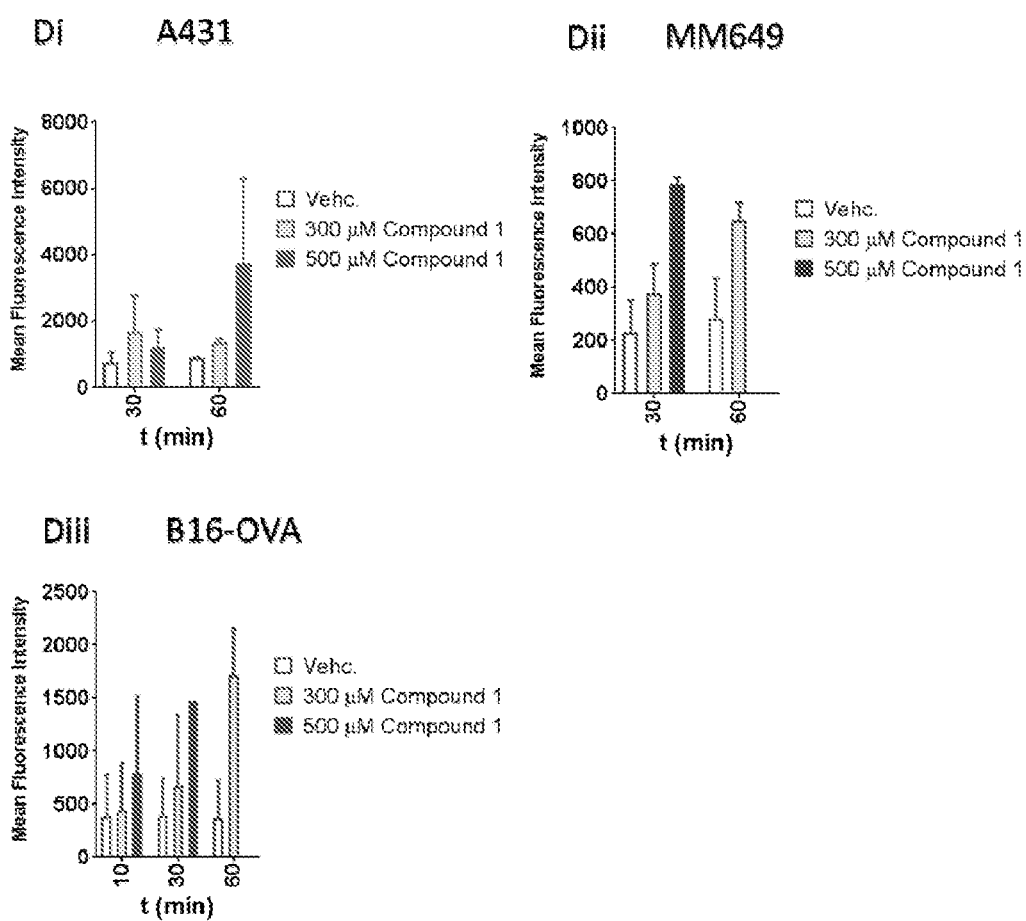 Di A431
8000
6000
4000
2000
0
Mean Fluorescence Intensity
30 60
t (min)
Vehc.
300 µM Compound 1
500 µM Compound 1
Dii MM649
1000
800
600
400
200
0
Mean Fluorescence Intensity
30 60
t (min)
Vehc.
300 µM Compound 1
500 µM Compound 1
Diii B16-OVA
2500
2000
1500
1000
500
0
Mean Fluorescence Intensity
10 30 60
t (min)
Vehc.
300 µM Compound 1
500 µM Compound 1